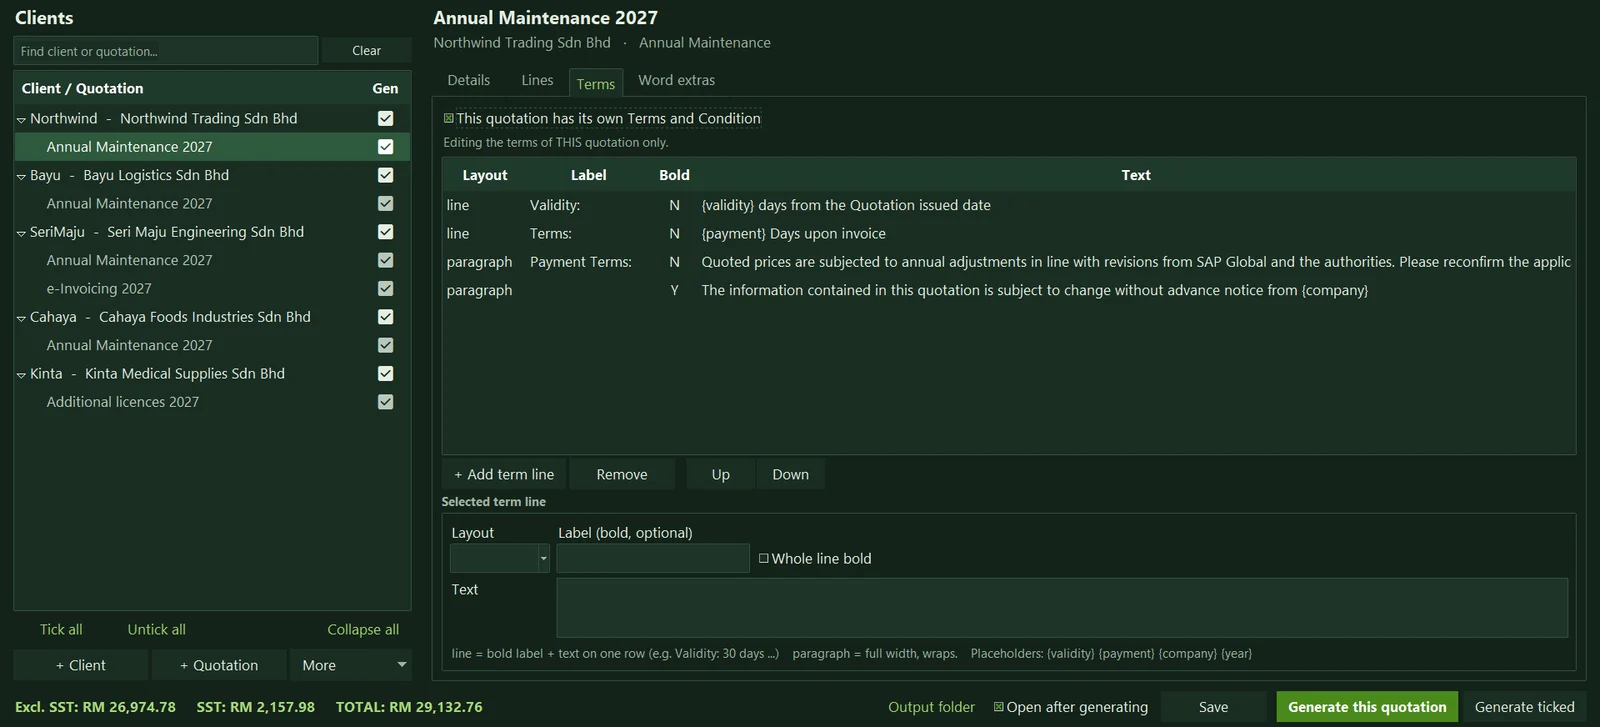 Clients
Find client or quotation...
Clear
Client / Quotation Gen
Northwind - Northwind Trading Sdn Bhd
Annual Maintenance 2027
Bayu - Bayu Logistics Sdn Bhd
Annual Maintenance 2027
SeriMaju - Seri Maju Engineering Sdn Bhd
Annual Maintenance 2027
e-Invoicing 2027
Cahaya - Cahaya Foods Industries Sdn Bhd
Annual Maintenance 2027
Kinta - Kinta Medical Supplies Sdn Bhd
Additional licences 2027
Tick all Untick all Collapse all
+ Client + Quotation More
Annual Maintenance 2027
Northwind Trading Sdn Bhd · Annual Maintenance
Details Lines Terms Word extras
This quotation has its own Terms and Condition
Editing the terms of THIS quotation only.
Layout Label Bold Text
line Validity: N {validity} days from the Quotation issued date
line Terms: N {payment} Days upon invoice
paragraph Payment Terms: N Quoted prices are subjected to annual adjustments in line with revisions from SAP Global and the authorities. Please reconfirm the applic
paragraph Y The information contained in this quotation is subject to change without advance notice from {company}
+ Add term line Remove Up Down
Selected term line
Layout Label (bold, optional)
Whole line bold
Text
line = bold label + text on one row (e.g. Validity: 30 days ...) paragraph = full width, wraps. Placeholders: {validity} {payment} {company} {year}
Excl. SST: RM 26,974.78 SST: RM 2,157.98 TOTAL: RM 29,132.76
Output folder Open after generating Save Generate this quotation Generate ticked